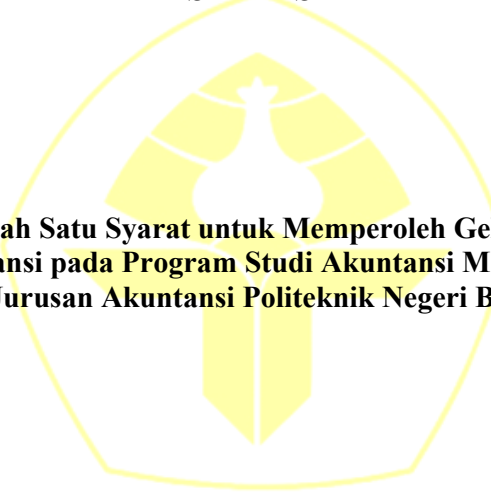 ah Satu Syarat untuk Memperoleh Ge
ansi pada Program Studi Akuntansi M
Jurusan Akuntansi Politeknik Negeri B